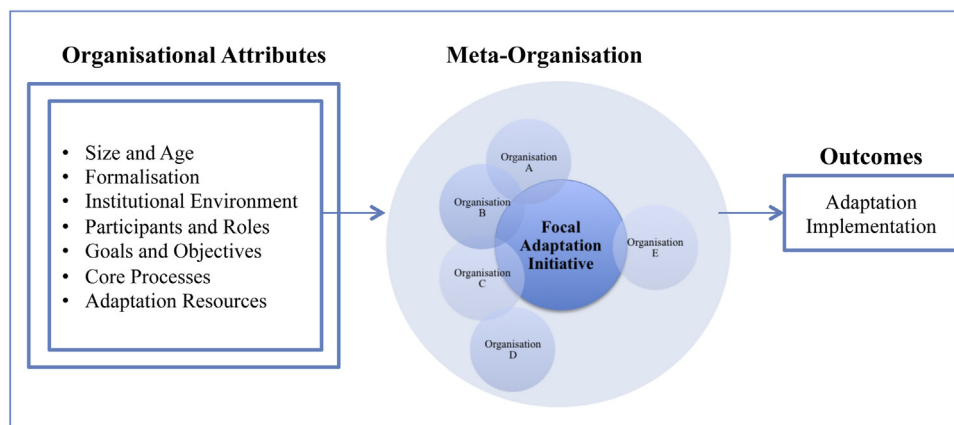 Organisational Attributes
• Size and Age
• Formalisation
• Institutional Environment
• Participants and Roles
• Goals and Objectives
• Core Processes
• Adaptation Resources
Meta-Organisation
Organisation
A
Organisation
B
Organisation
C
Organisation
D
Focal
Adaptation
Initiative
Organisation
E
Outcomes
Adaptation
Implementation